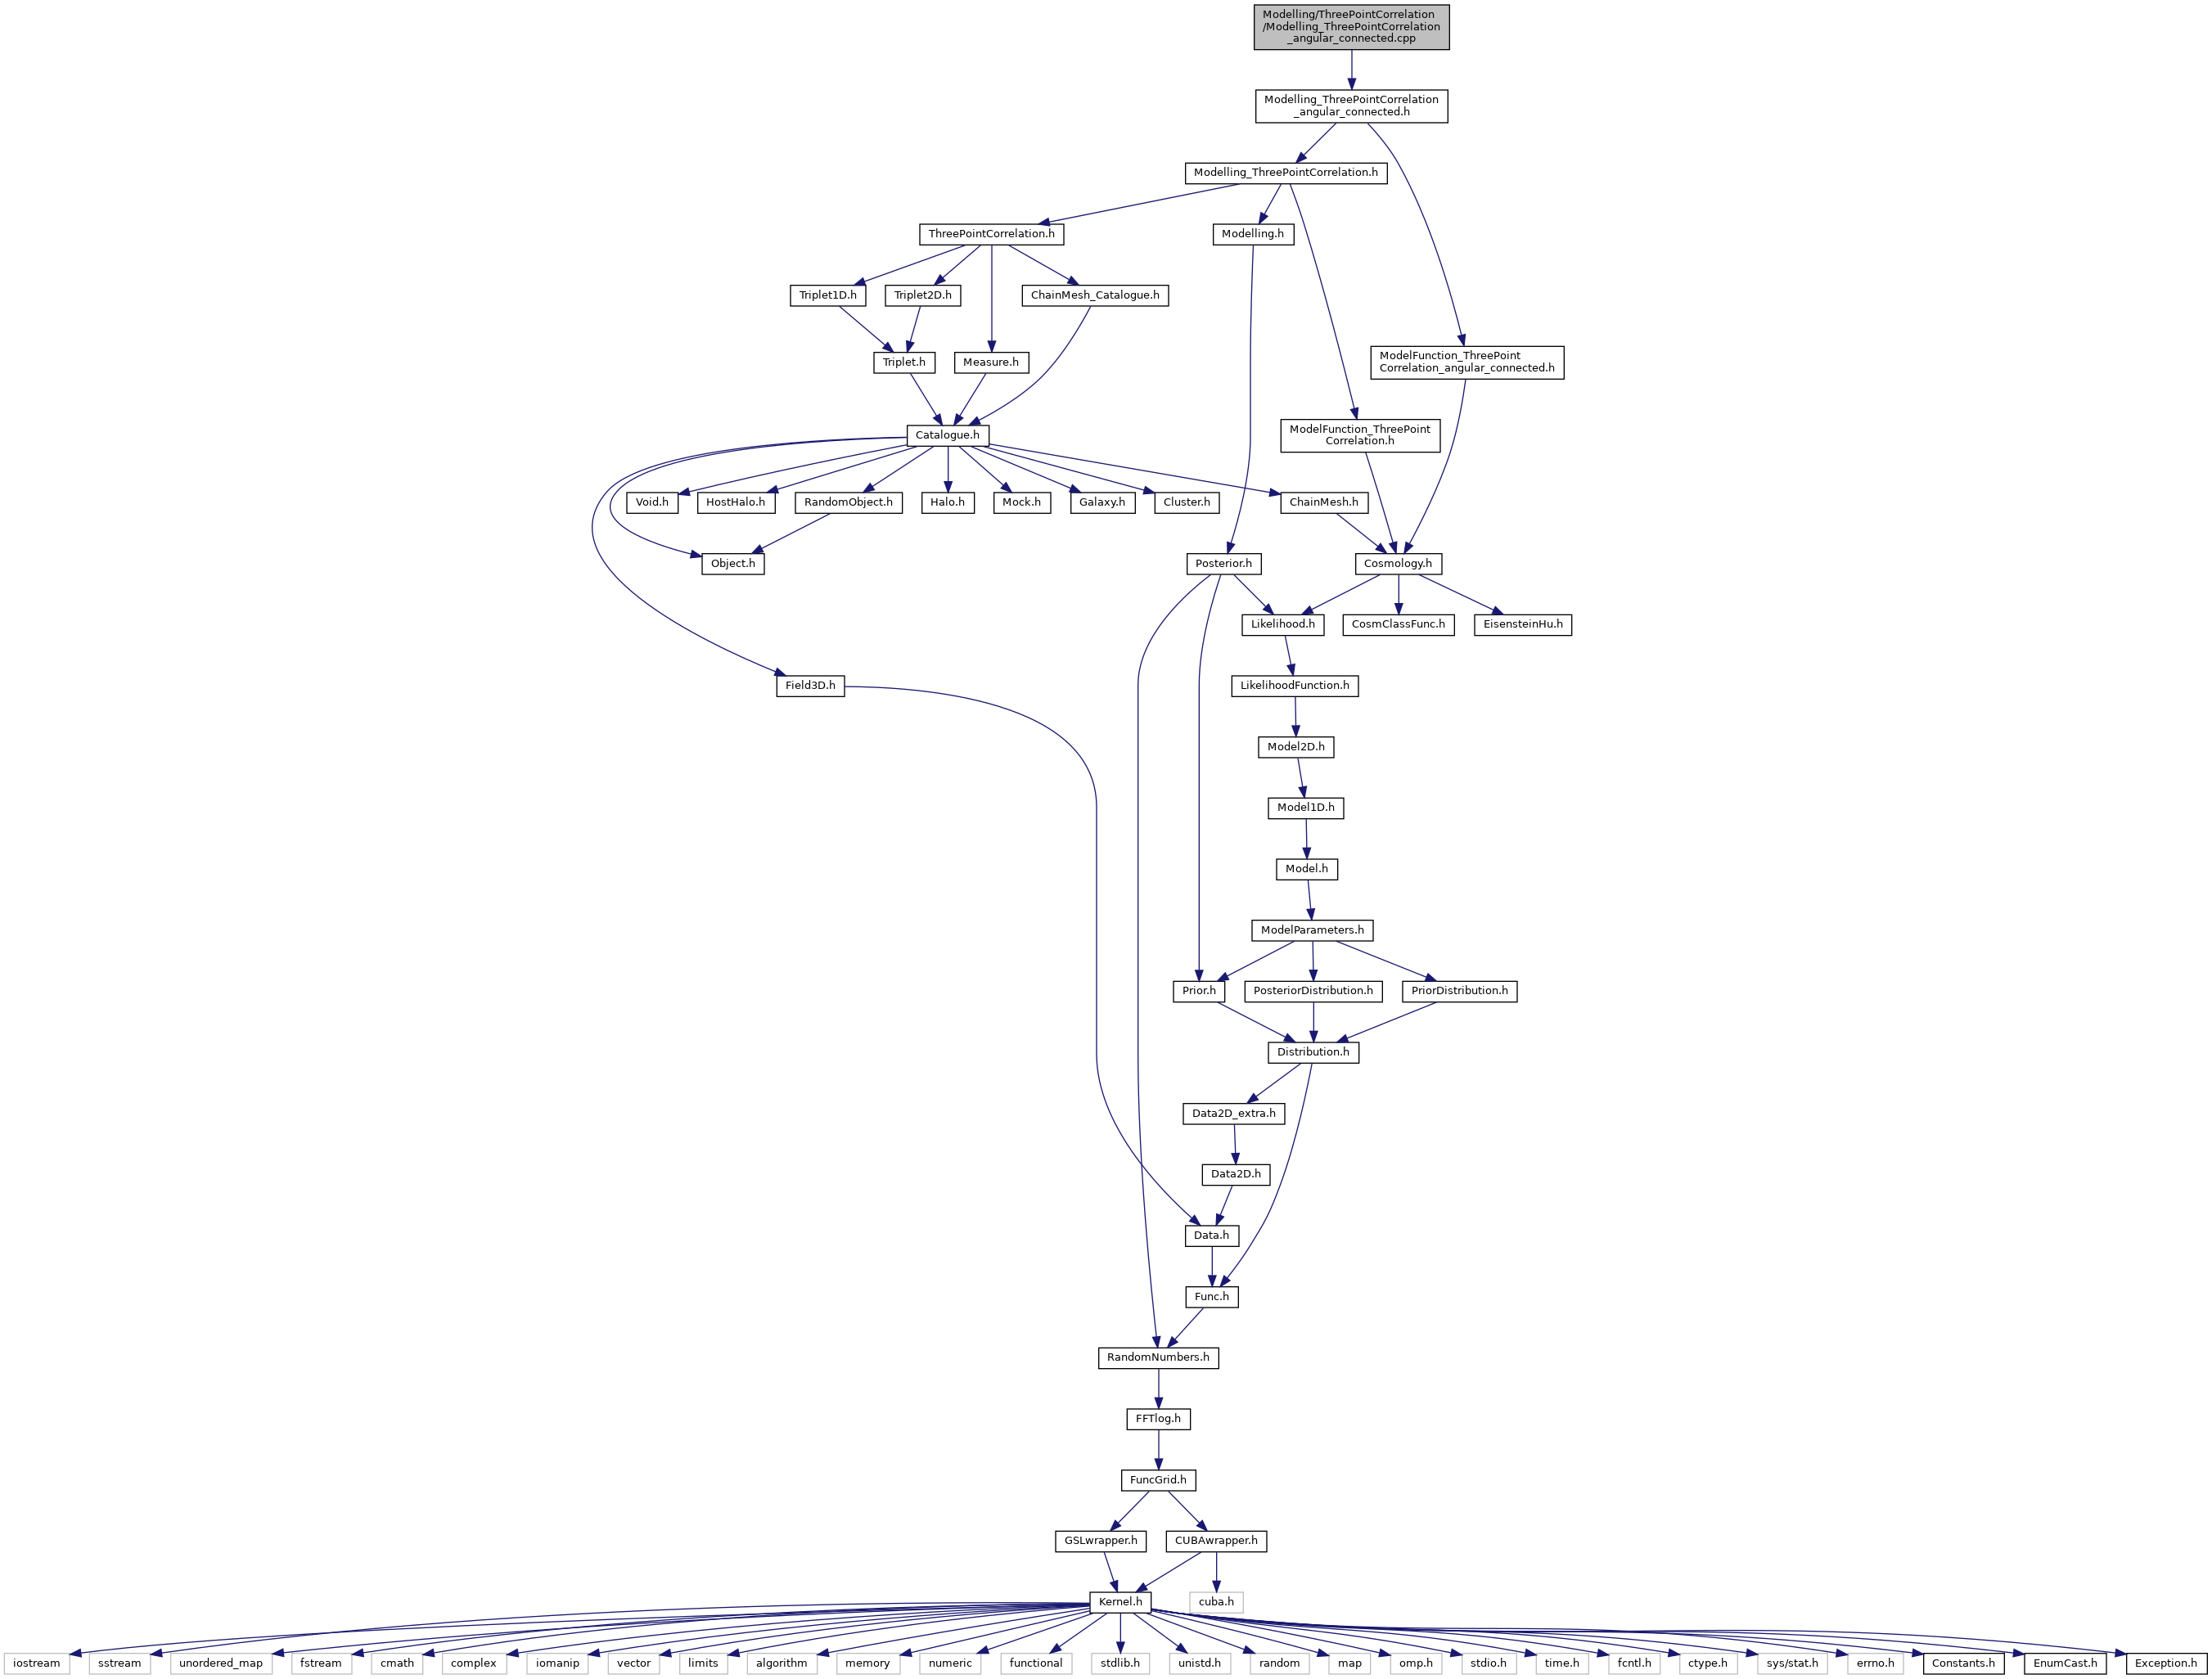 Modelling/ThreePointCorrelation
/Modelling_ThreePointCorrelation
_angular_connected.cpp
Modelling_ThreePointCorrelation
_angular_connected.h
Modelling_ThreePointCorrelation.h
ThreePointCorrelation.h
Modelling.h
Triplet1D.h
Triplet2D.h
ChainMesh_Catalogue.h
Triplet.h
Measure.h
ModelFunction_ThreePoint
Correlation_angular_connected.h
Catalogue.h
ModelFunction_ThreePoint
Correlation.h
Void.h
HostHalo.h
RandomObject.h
Halo.h
Mock.h
Galaxy.h
Cluster.h
ChainMesh.h
Object.h
Posterior.h
Cosmology.h
Likelihood.h
CosmClassFunc.h
EisensteinHu.h
Field3D.h
LikelihoodFunction.h
Model2D.h
Model1D.h
Model.h
ModelParameters.h
Prior.h
PosteriorDistribution.h
PriorDistribution.h
Distribution.h
Data2D_extra.h
Data2D.h
Data.h
Func.h
RandomNumbers.h
FFTlog.h
FuncGrid.h
GSLwrapper.h
CUBAwrapper.h
Kernel.h
cuba.h
iostream
sstream
unordered_map
fstream
cmath
complex
iomanip
vector
limits
algorithm
memory
numeric
functional
stdlib.h
unistd.h
random
map
omp.h
stdio.h
time.h
fcntl.h
ctype.h
sys/stat.h
errno.h
Constants.h
EnumCast.h
Exception.h